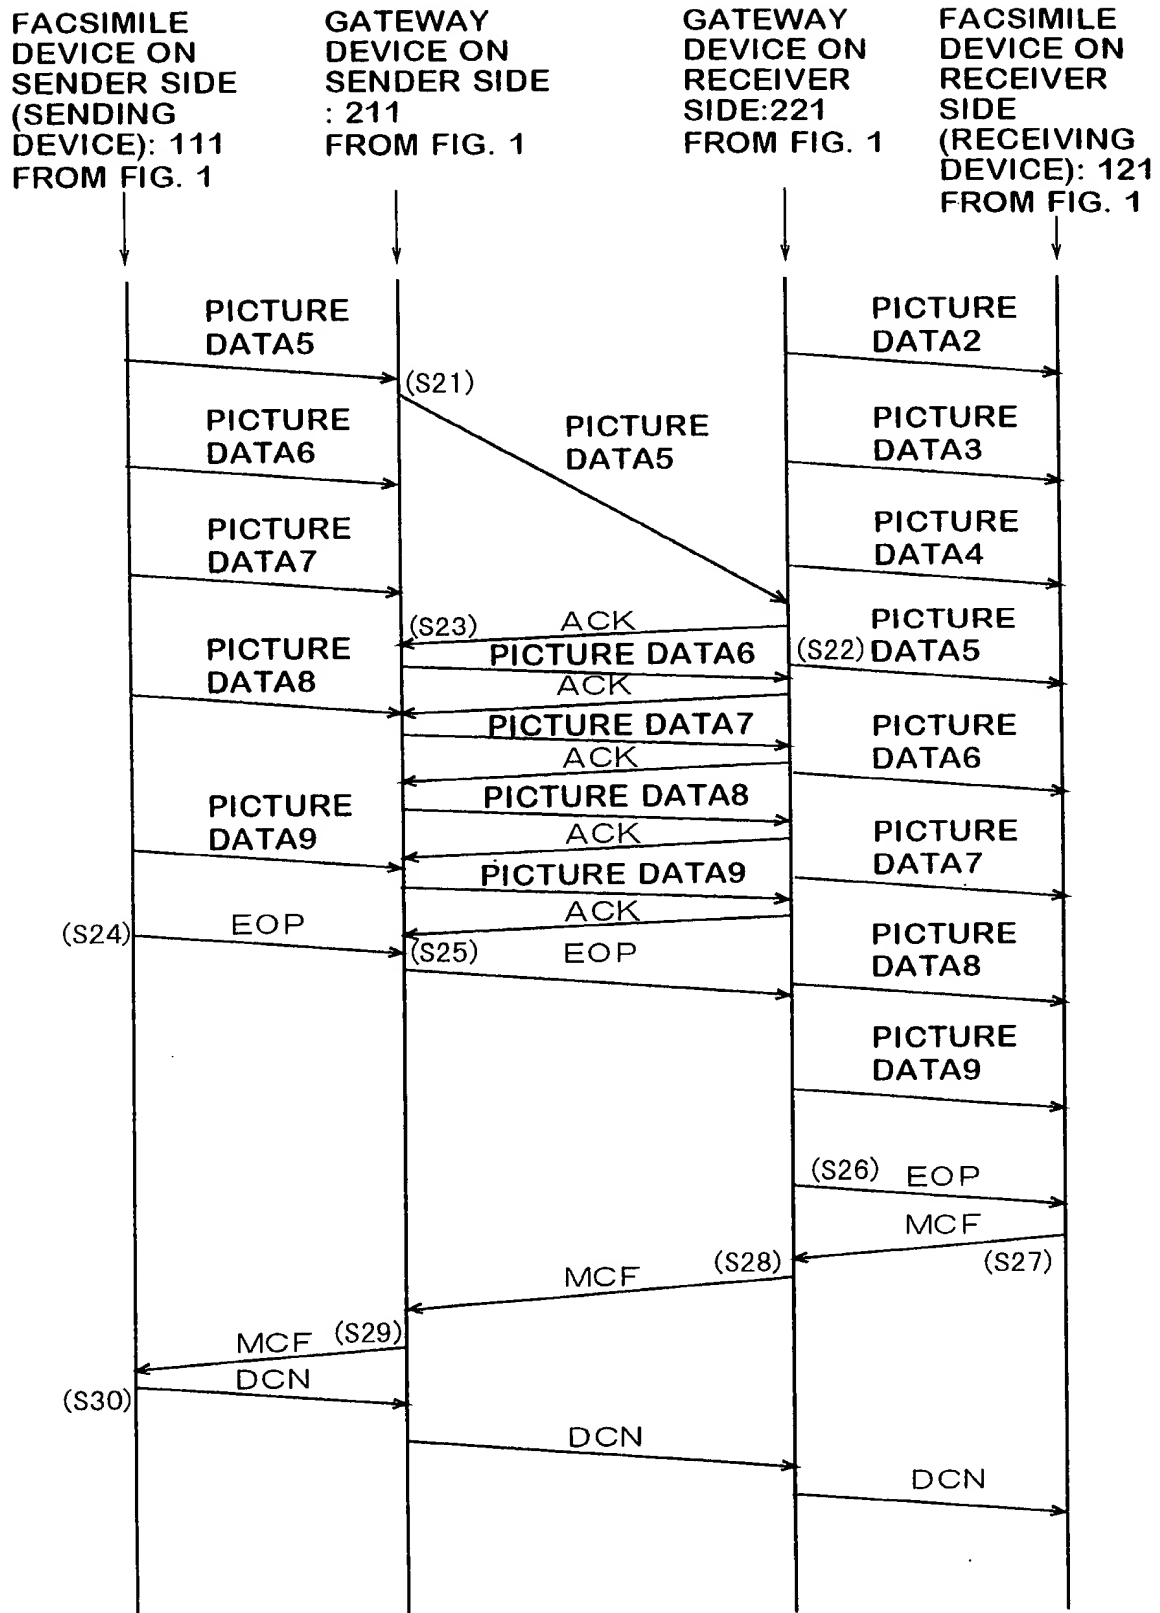 FACSIMILE
DEVICE ON
SENDER SIDE
(SENDING
DEVICE): 111
FROM FIG. 1
GATEWAY
DEVICE ON
SENDER SIDE
: 211
FROM FIG. 1
GATEWAY
DEVICE ON
RECEIVER
SIDE:221
FROM FIG. 1
FACSIMILE
DEVICE ON
RECEIVER
SIDE
(RECEIVING
DEVICE): 121
FROM FIG. 1
PICTURE
DATA5
PICTURE
DATA2
(S21)
PICTURE
DATA6
PICTURE
DATA5
PICTURE
DATA3
PICTURE
DATA7
PICTURE
DATA4
(S23)
ACK
PICTURE
DATA8
PICTURE DATA6
(S22)
PICTURE
DATA5
ACK
PICTURE DATA7
PICTURE
DATA6
ACK
PICTURE
DATA9
PICTURE DATA8
ACK
PICTURE
DATA7
PICTURE DATA9
ACK
(S24)
EOP
(S25)
EOP
PICTURE
DATA8
PICTURE
DATA9
(S26)
EOP
MCF
(S27)
(S28)
MCF
(S29)
MCF
DCN
(S30)
DCN
DCN